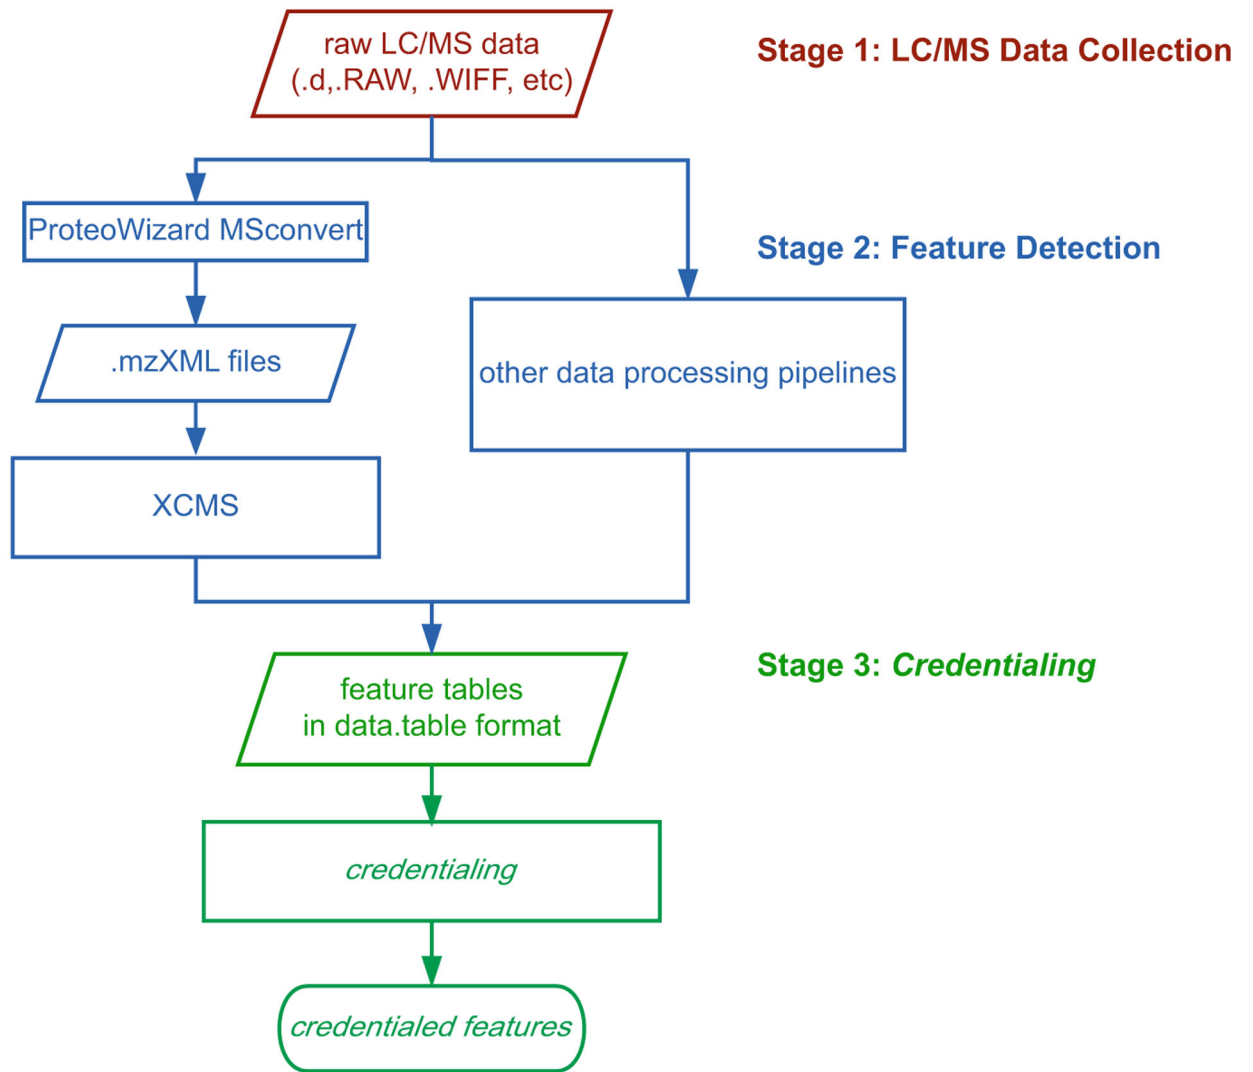 raw LC/MS data
(.d,.RAW, .WIFF, etc)
Stage 1: LC/MS Data Collection
ProteoWizard MSconvert
Stage 2: Feature Detection
.mzXML files
other data processing pipelines
XCMS
Stage 3: Credentialing
feature tables
in data.table format
credentialing
credentialed features